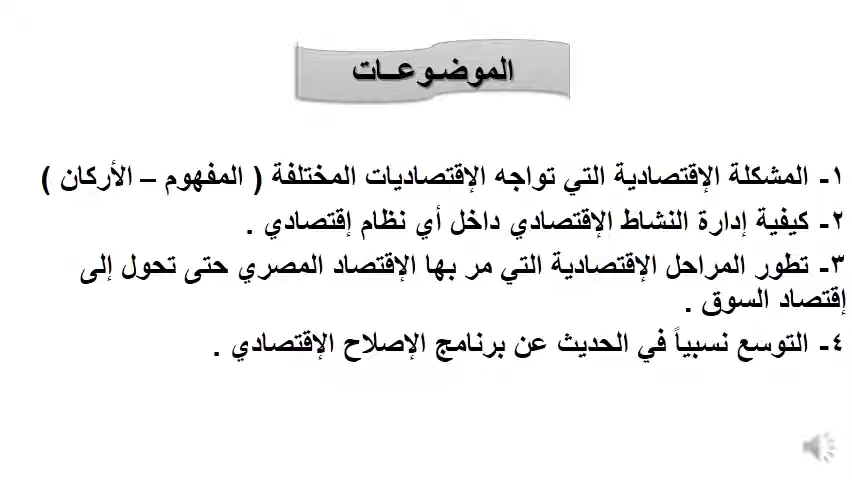 الموضوعات
١- المشكلة الإقتصادية التي تواجه الإقتصاديات المختلفة ( المفهوم – الأركان )
٢- كيفية إدارة النشاط الإقتصادي داخل أي نظام إقتصادي .
٣- تطور المراحل الإقتصادية التي مر بها الإقتصاد المصري حتى تحول إلى
إقتصاد السوق .
٤- التوسع نسبياً في الحديث عن برنامج الإصلاح الإقتصادي .